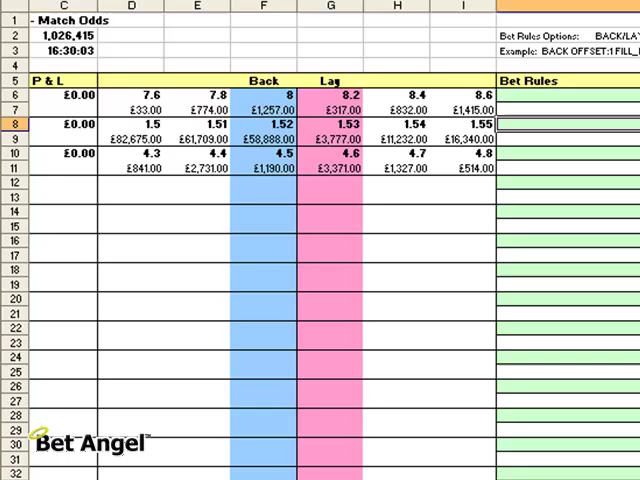 C D E F G H I
1 - Match Odds
2 1,026,415 Bet Rules Options: BACK/LAY
3 16:30:03 Example: BACK OFFSET:1 FILL_
4
5 P & L Back Lay Bet Rules
6 £0.00 7.6 7.8 8 8.2 8.4 8.6
7 £33.00 £774.00 £1,257.00 £317.00 £832.00 £1,415.00
8 £0.00 1.5 1.51 1.52 1.53 1.54 1.55
9 £82,675.00 £61,709.00 £58,888.00 £3,777.00 £11,232.00 £16,340.00
10 £0.00 4.3 4.4 4.5 4.6 4.7 4.8
11 £841.00 £2,731.00 £1,190.00 £3,371.00 £1,327.00 £514.00
12
13
14
15
16
17
18
19
20
21
22
23
24
25
26
27
28
29
30
31
32
Bet Angel™